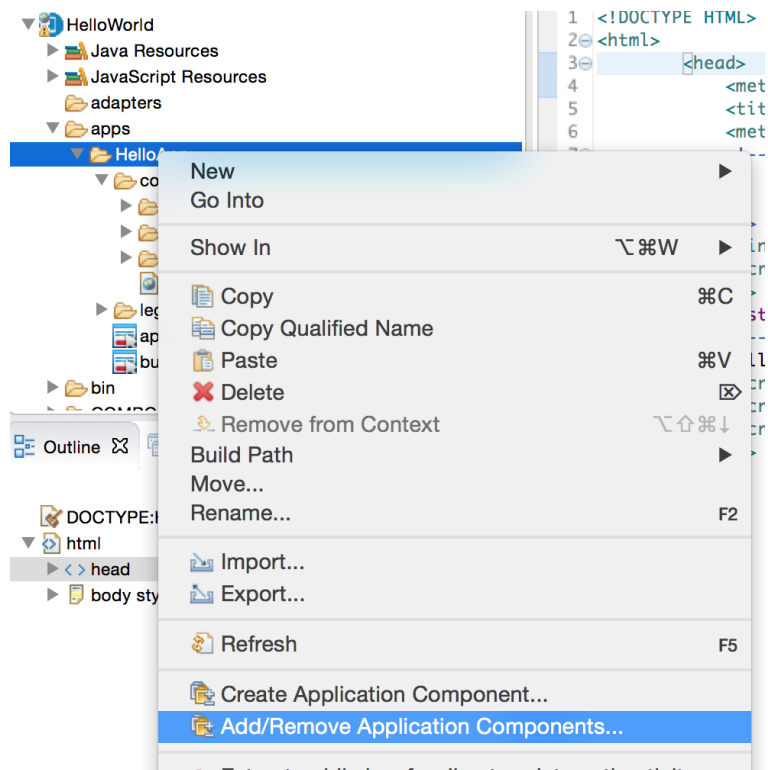 HelloWorld
Java Resources
JavaScript Resources
adapters
apps
bin
Outline
html
head
body
1 <!DOCTYPE HTML>
2 <html>
3 <head>
4
5
6
New
Go Into
Show In ⌥⌘W
Copy ⌘C
Copy Qualified Name
Paste ⌘V
Delete ⌦
Remove from Context ⌥⇧⌘↓
Build Path
Move...
Rename... F2
Import...
Export...
Refresh F5
Create Application Component...
Add/Remove Application Components...